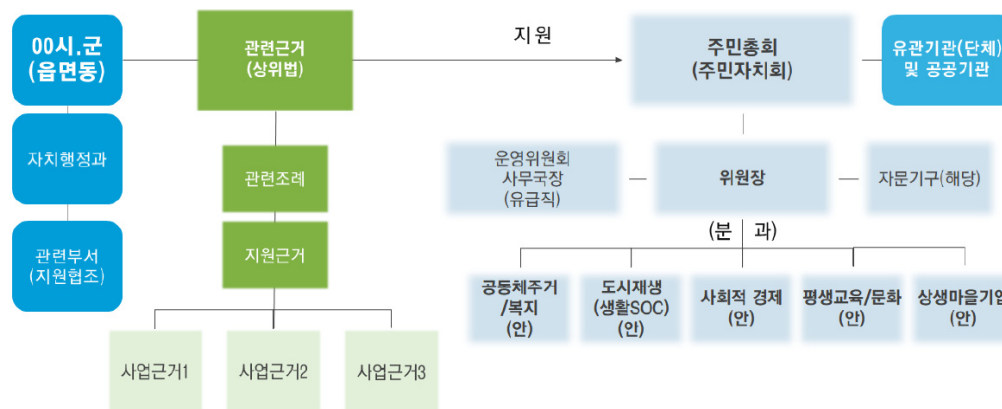 00시.군
(읍면동)
관련근거
(상위법)
지원
주민총회
(주민자치회)
유관기관(단체)
및 공공기관
자치행정과
관련조례
운영위원회
사무국장
(유급직)
위원장
자문기구(해당)
관련부서
(지원협조)
지원근거
(분 과)
공동체주거
/복지
(안)
도시재생
(생활SOC)
(안)
사회적 경제
(안)
평생교육/문화
(안)
상생마을기업
(안)
사업근거1
사업근거2
사업근거3